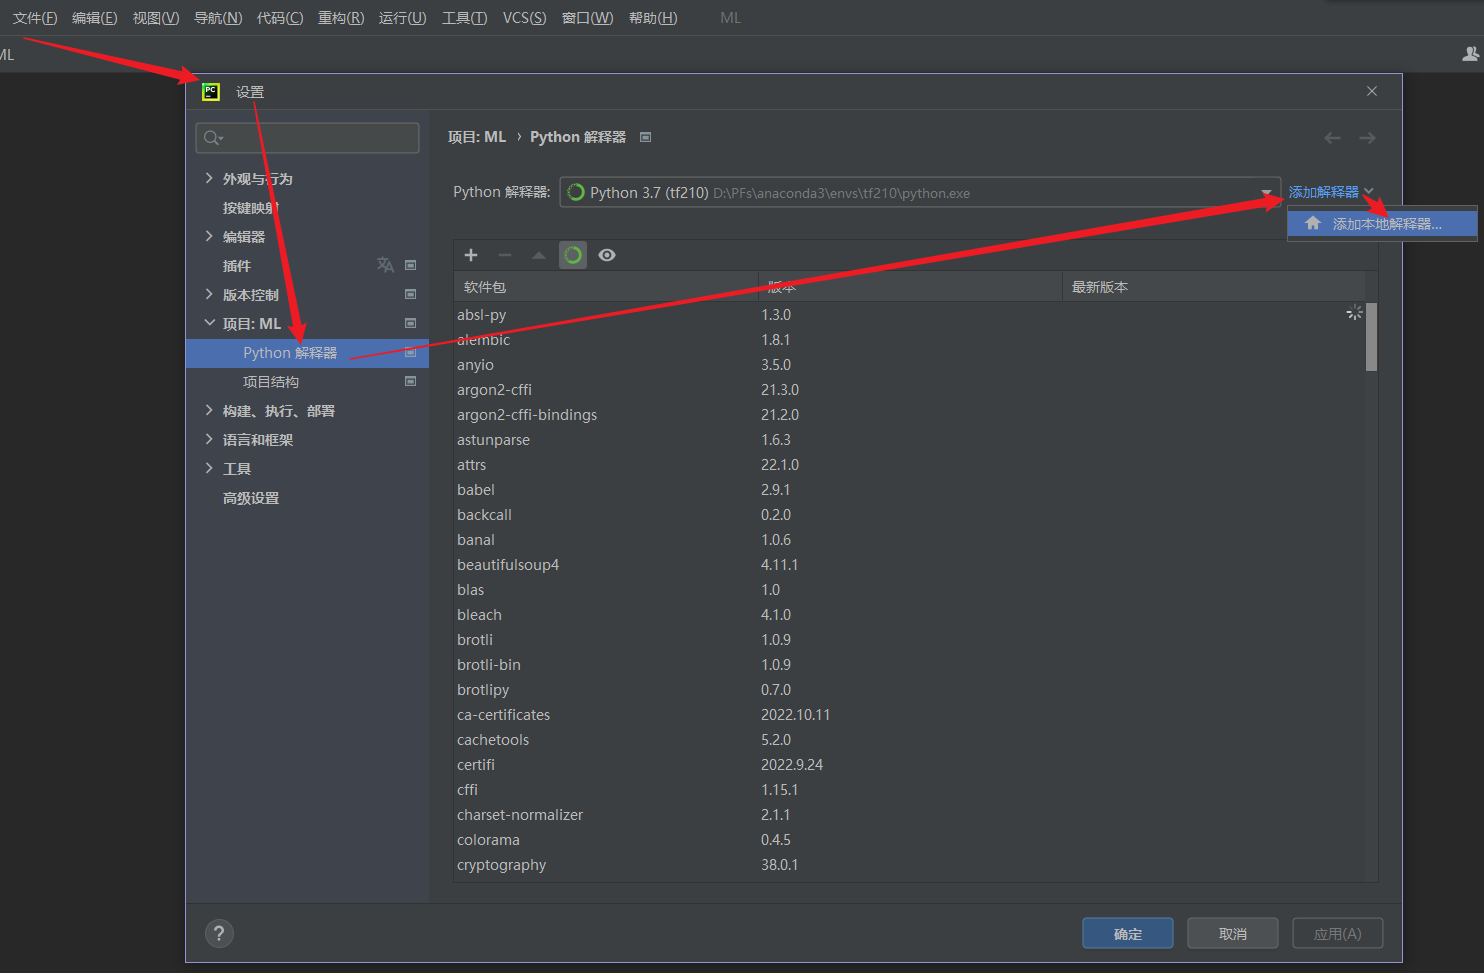 文件(F) 编辑(E) 视图(V) 导航(N) 代码(C) 重构(R) 运行(U) 工具(T) VCS(S) 窗口(W) 帮助(H) ML
ML
PC 设置
项目: ML › Python 解释器
Python 解释器: Python 3.7 (tf210) D:\PFs\anaconda3\envs\tf210\python.exe 添加解释器
添加本地解释器...
外观与行为
按键映射
编辑器
插件
版本控制
项目: ML
Python 解释器
项目结构
构建、执行、部署
语言和框架
工具
高级设置
软件包 版本 最新版本
absl-py 1.3.0
alembic 1.8.1
anyio 3.5.0
argon2-cffi 21.3.0
argon2-cffi-bindings 21.2.0
astunparse 1.6.3
attrs 22.1.0
babel 2.9.1
backcall 0.2.0
banal 1.0.6
beautifulsoup4 4.11.1
blas 1.0
bleach 4.1.0
brotli 1.0.9
brotli-bin 1.0.9
brotlipy 0.7.0
ca-certificates 2022.10.11
cachetools 5.2.0
certifi 2022.9.24
cffi 1.15.1
charset-normalizer 2.1.1
colorama 0.4.5
cryptography 38.0.1
? 确定 取消 应用(A)